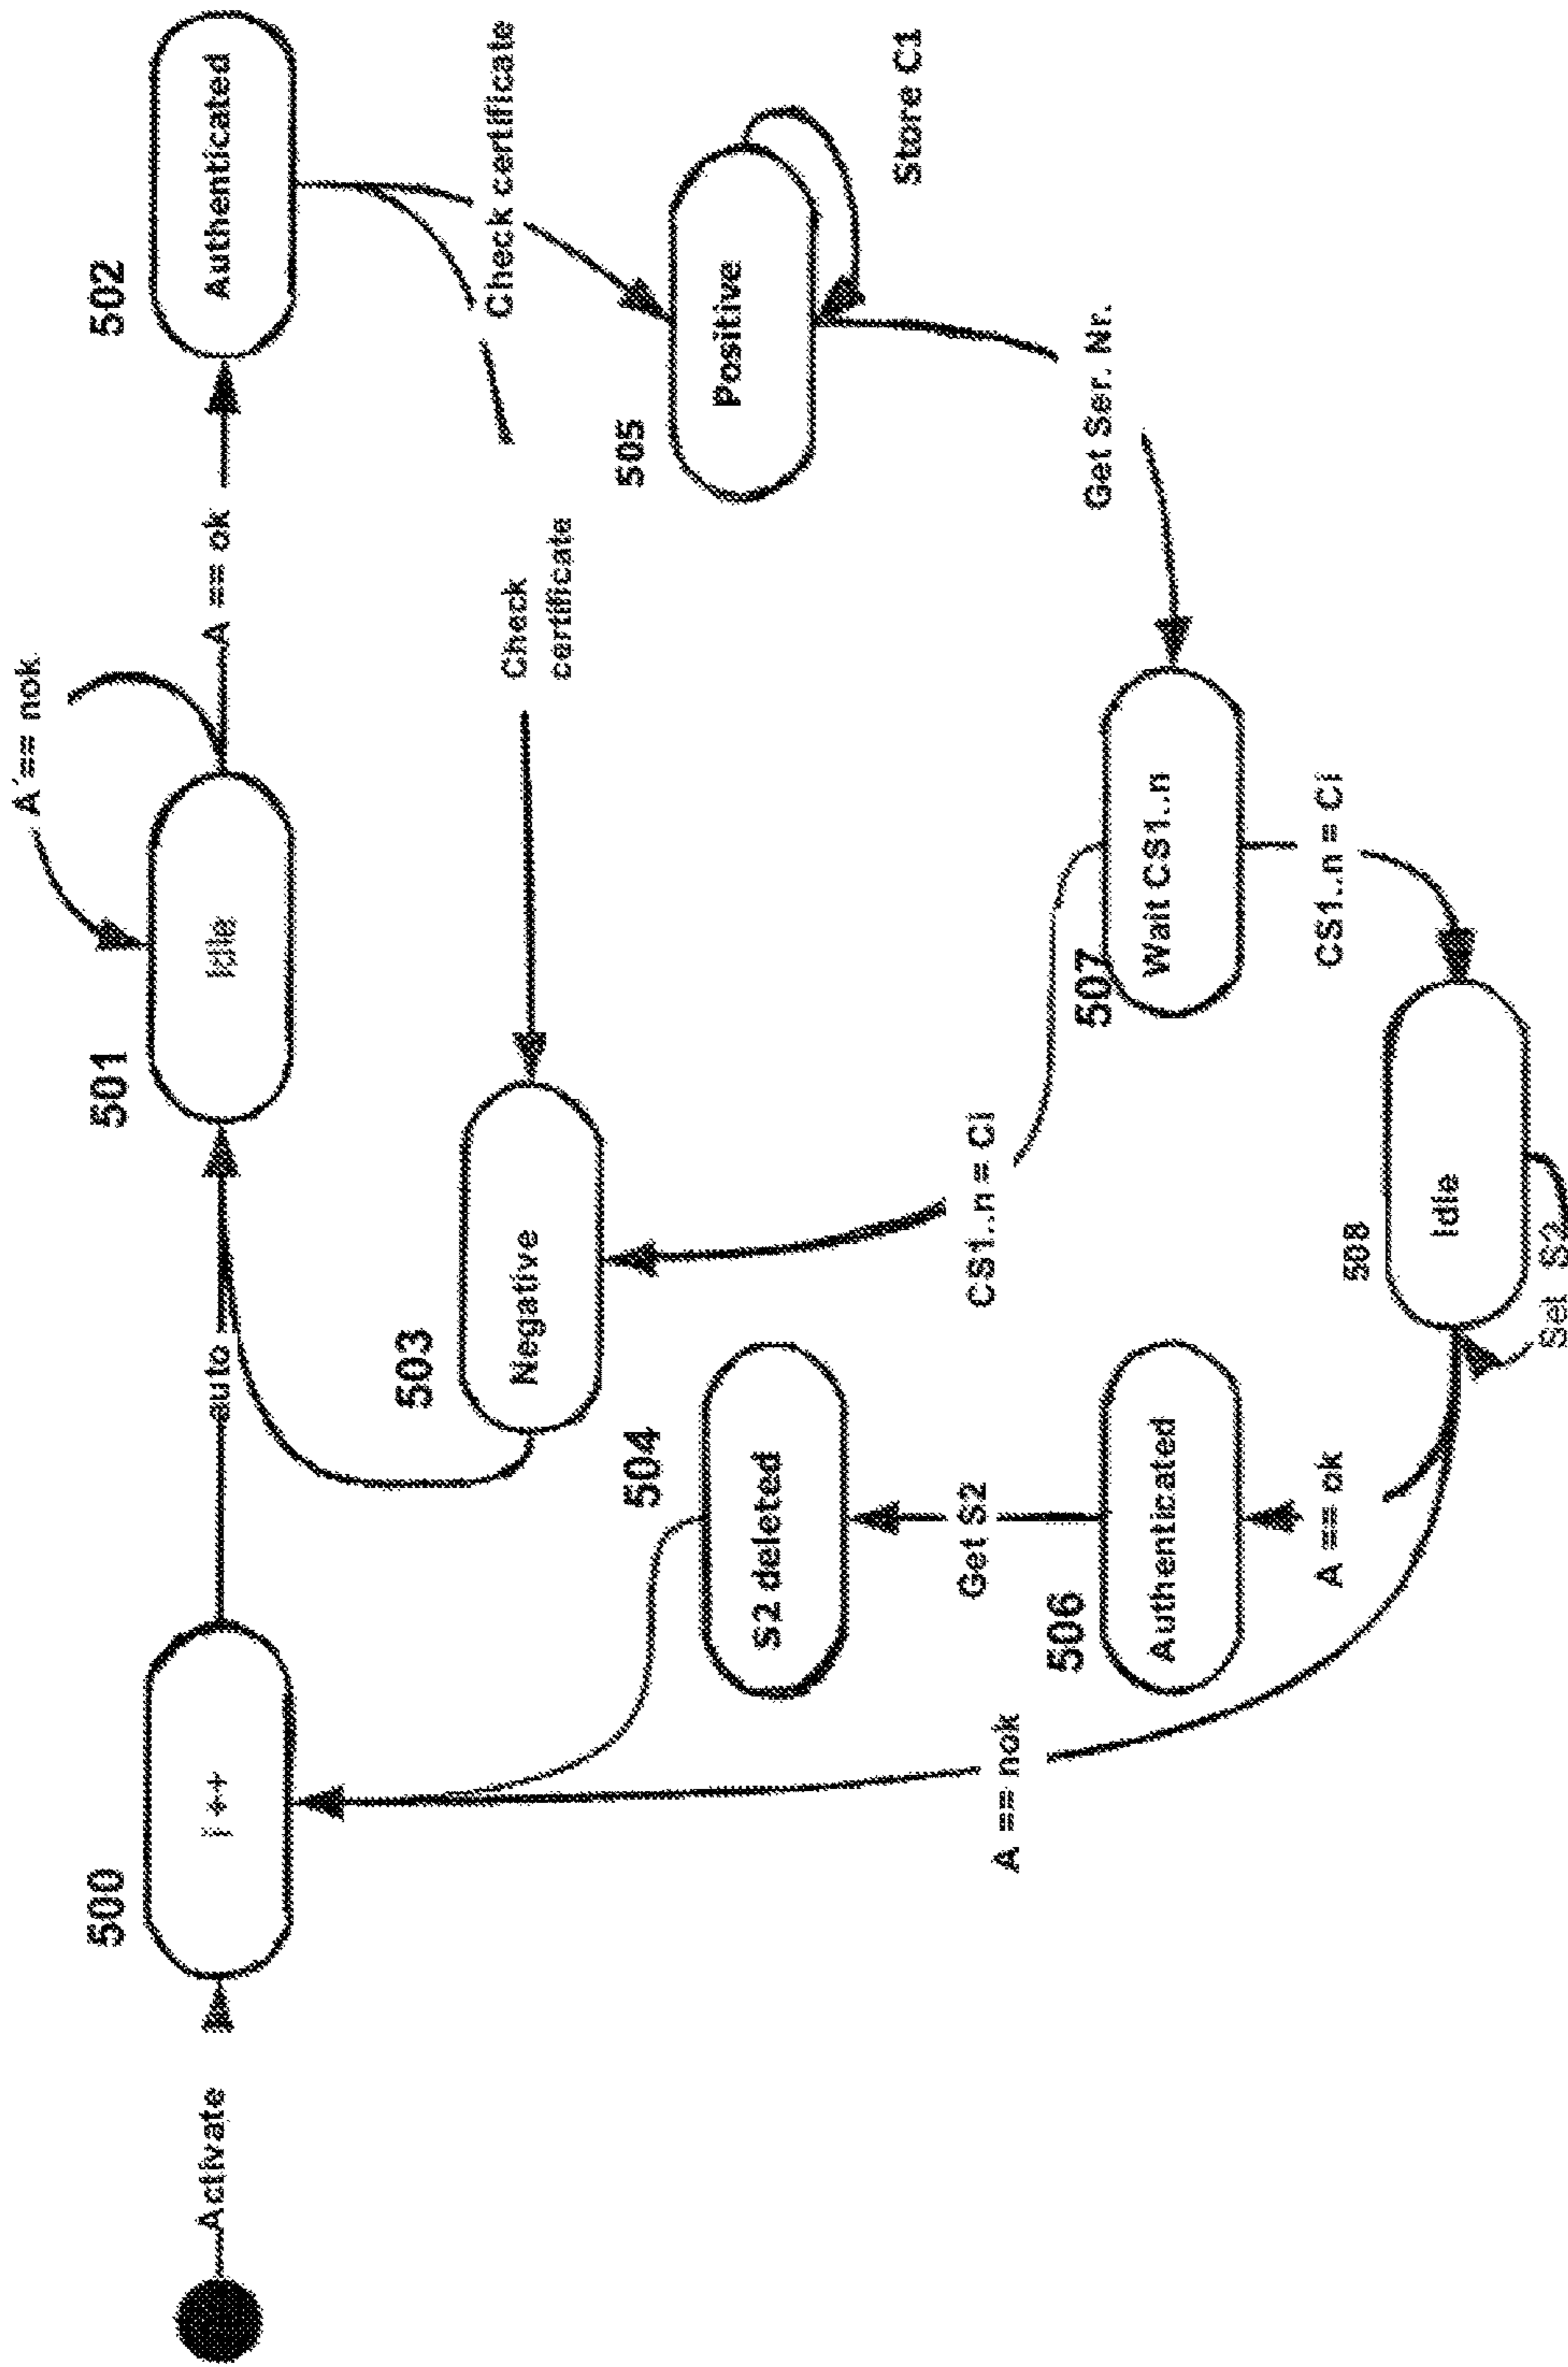 Activate
500
i ++
auto
501
Idle
A == nok
A == ok
502
Authenticated
503
Negative
Check
certificate
Check certificate
504
S2 deleted
505
Positive
Store C1
Get S2
A == nok
506
Authenticated
CS1..n = CI
507
Wait CS1..n
Get Ser. Nr.
A == ok
508
Idle
CS1..n = CI
S2